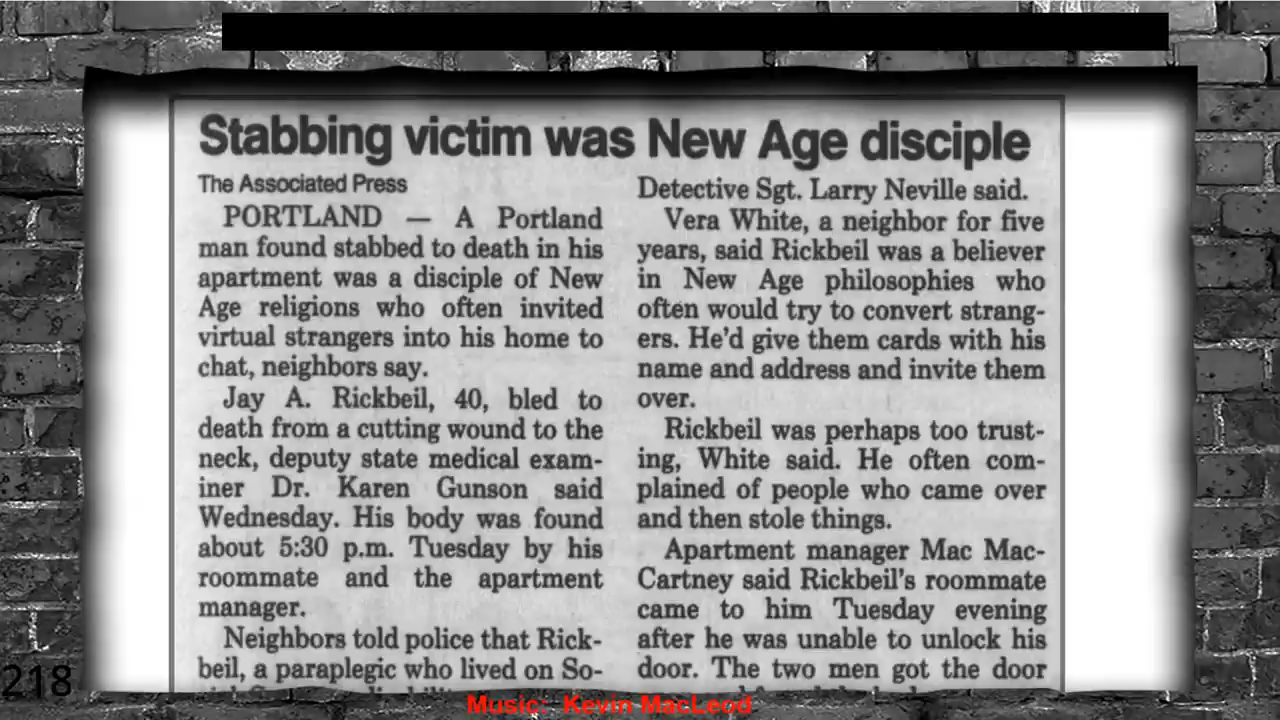 Stabbing victim was New Age disciple
The Associated Press
PORTLAND — A Portland
man found stabbed to death in his
apartment was a disciple of New
Age religions who often invited
virtual strangers into his home to
chat, neighbors say.
Jay A. Rickbeil, 40, bled to
death from a cutting wound to the
neck, deputy state medical exam-
iner Dr. Karen Gunson said
Wednesday. His body was found
about 5:30 p.m. Tuesday by his
roommate and the apartment
manager.
Neighbors told police that Rick-
beil, a paraplegic who lived on So-
Detective Sgt. Larry Neville said.
Vera White, a neighbor for five
years, said Rickbeil was a believer
in New Age philosophies who
often would try to convert strang-
ers. He'd give them cards with his
name and address and invite them
over.
Rickbeil was perhaps too trust-
ing, White said. He often com-
plained of people who came over
and then stole things.
Apartment manager Mac Mac-
Cartney said Rickbeil's roommate
came to him Tuesday evening
after he was unable to unlock his
door. The two men got the door
218
Music: Kevin MacLeod